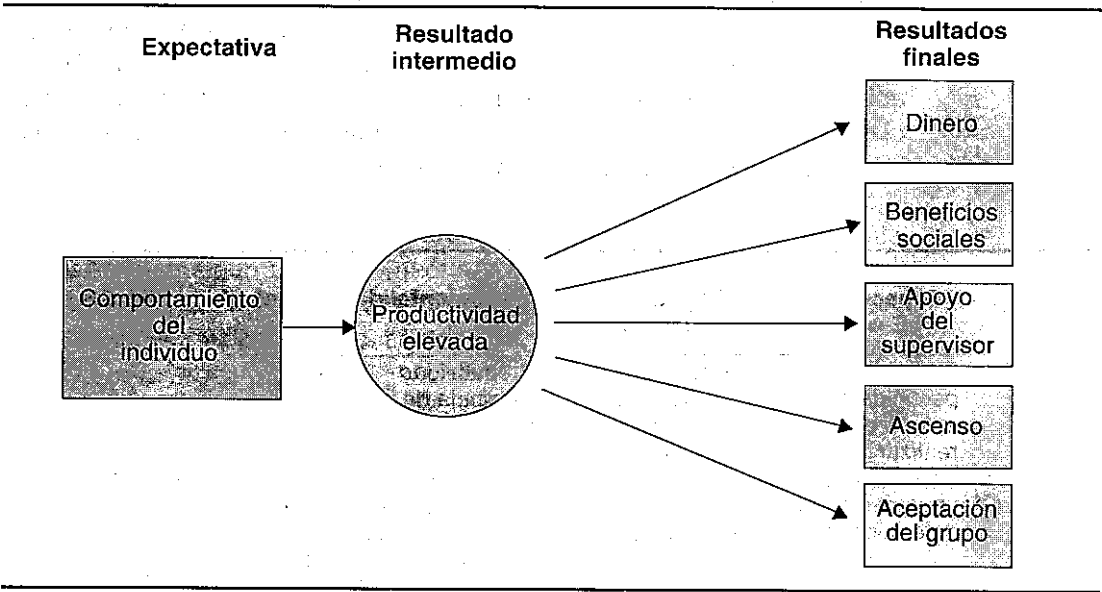 Expectativa
Resultado
intermedio
Resultados
finales
Comportamiento
del
individuo
Productividad
elevada
Dinero
Beneficios
sociales
Apoyo
del
supervisor
Ascenso
Aceptación
del grupo